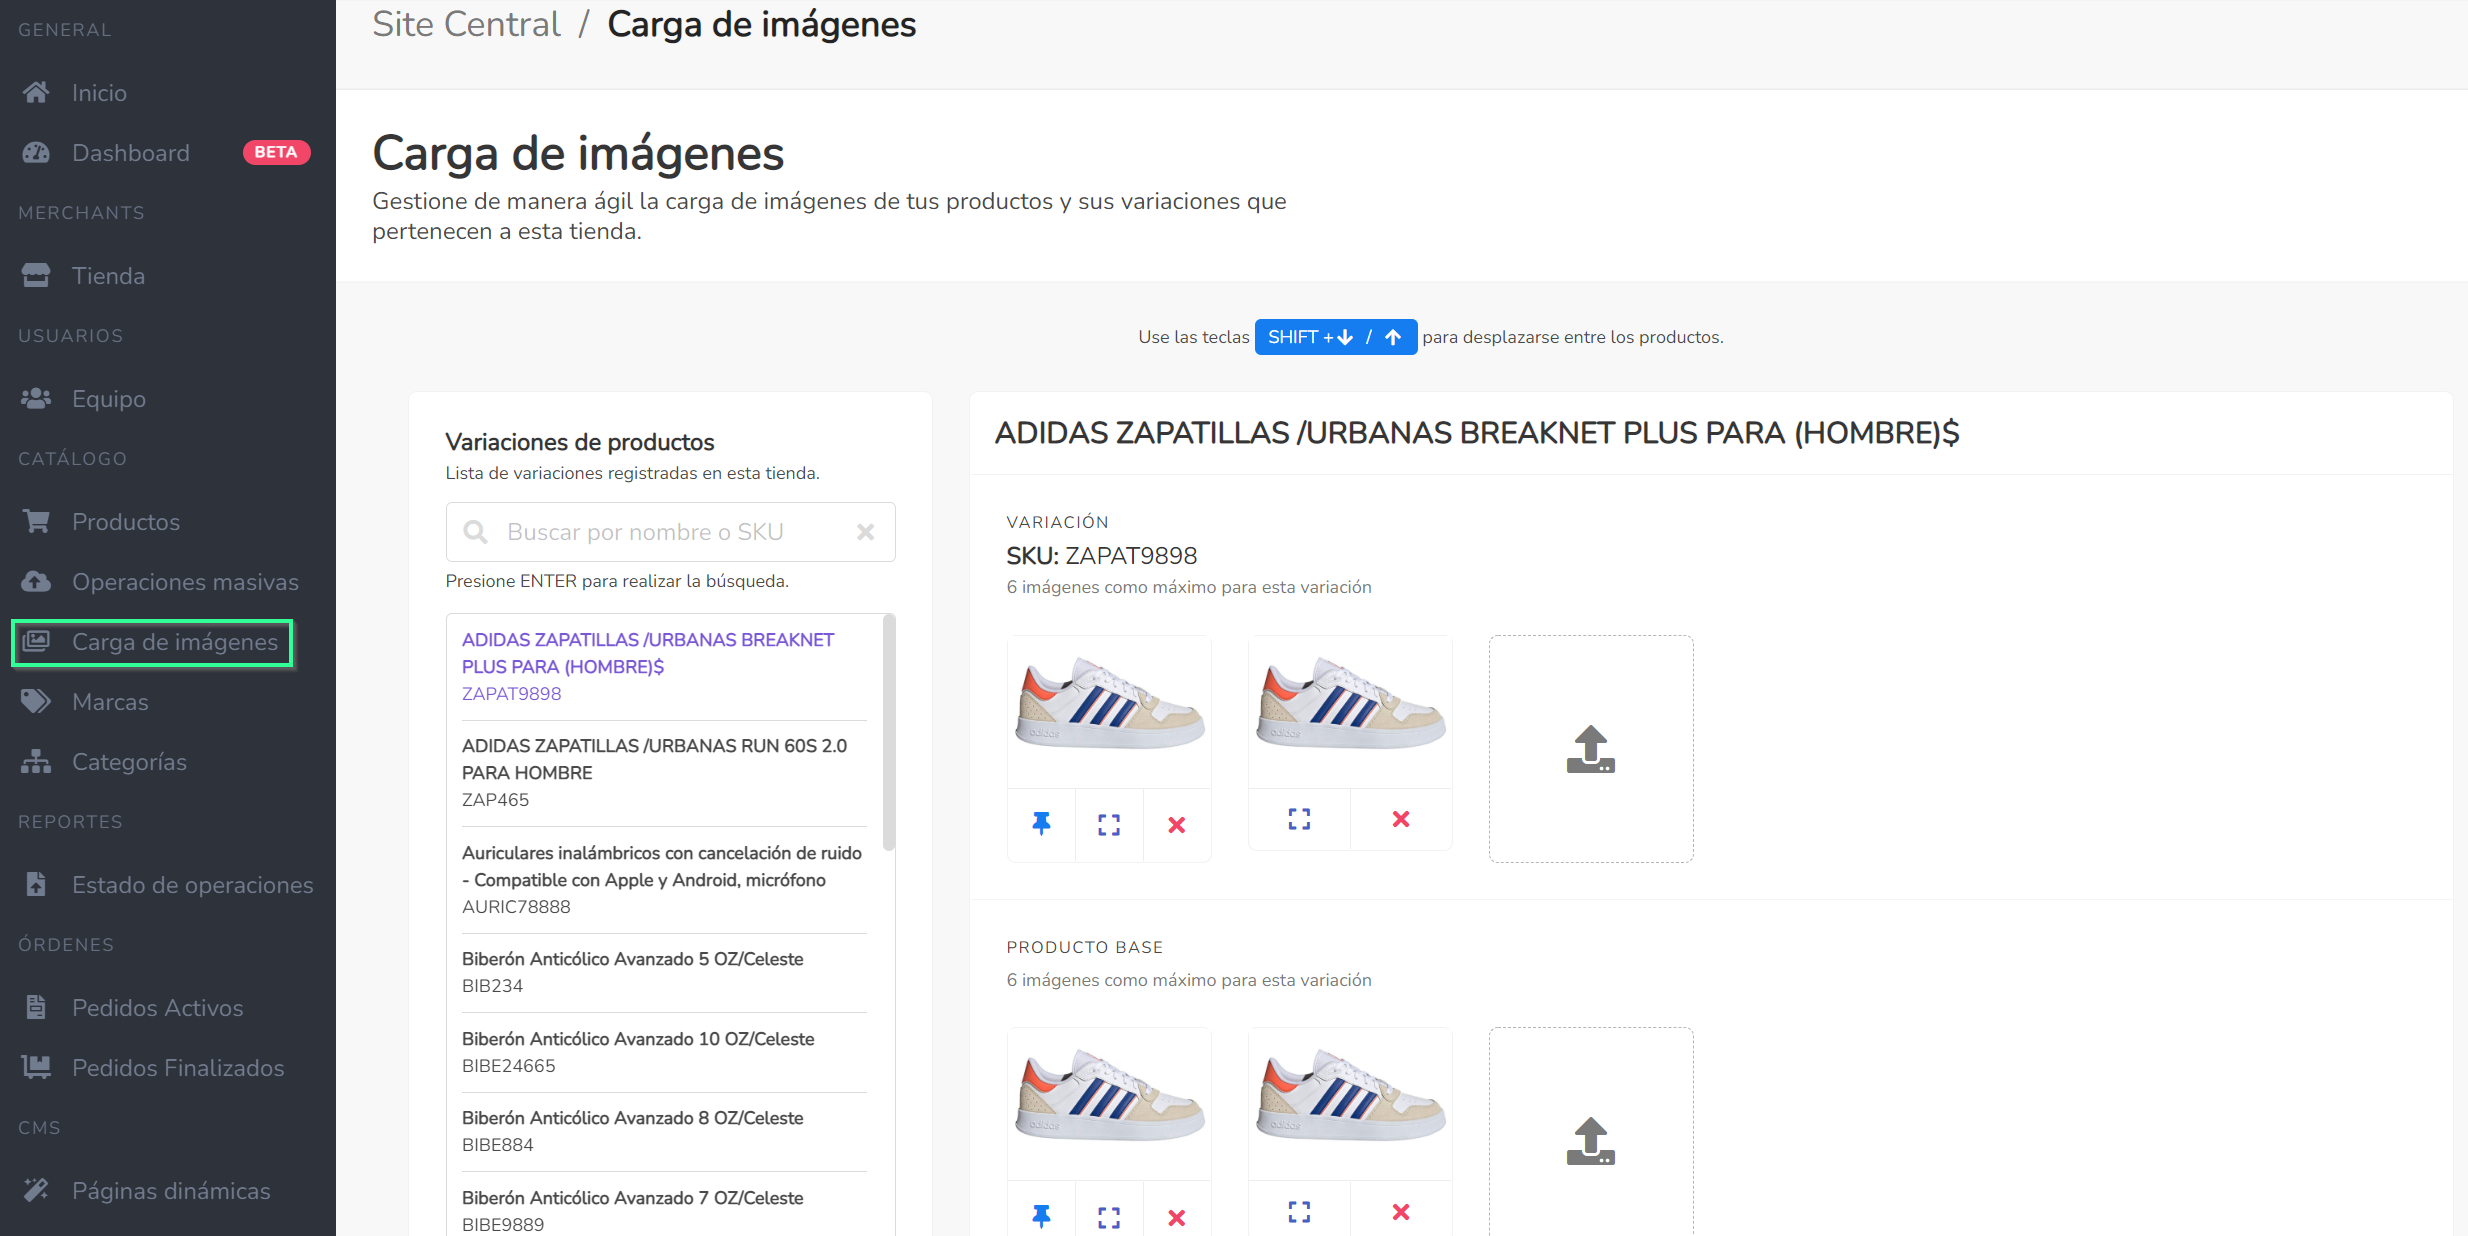 GENERAL
Inicio
Dashboard BETA
MERCHANTS
Tienda
USUARIOS
Equipo
CATÁLOGO
Productos
Operaciones masivas
Carga de imágenes
Marcas
Categorías
REPORTES
Estado de operaciones
ÓRDENES
Pedidos Activos
Pedidos Finalizados
CMS
Páginas dinámicas
Site Central / Carga de imágenes
Carga de imágenes
Gestione de manera ágil la carga de imágenes de tus productos y sus variaciones que
pertenecen a esta tienda.
Use las teclas SHIFT + ↓ / ↑ para desplazarse entre los productos.
Variaciones de productos
Lista de variaciones registradas en esta tienda.
Buscar por nombre o SKU
Presione ENTER para realizar la búsqueda.
ADIDAS ZAPATILLAS /URBANAS BREAKNET
PLUS PARA (HOMBRE)$
ZAPAT9898
ADIDAS ZAPATILLAS /URBANAS RUN 60S 2.0
PARA HOMBRE
ZAP465
Auriculares inalámbricos con cancelación de ruido
- Compatible con Apple y Android, micrófono
AURIC78888
Biberón Anticólico Avanzado 5 OZ/Celeste
BIB234
Biberón Anticólico Avanzado 10 OZ/Celeste
BIBE24665
Biberón Anticólico Avanzado 8 OZ/Celeste
BIBE884
Biberón Anticólico Avanzado 7 OZ/Celeste
BIBE9889
ADIDAS ZAPATILLAS /URBANAS BREAKNET PLUS PARA (HOMBRE)$
VARIACIÓN
SKU: ZAPAT9898
6 imágenes como máximo para esta variación
adidas
adidas
PRODUCTO BASE
6 imágenes como máximo para esta variación
adidas
adidas